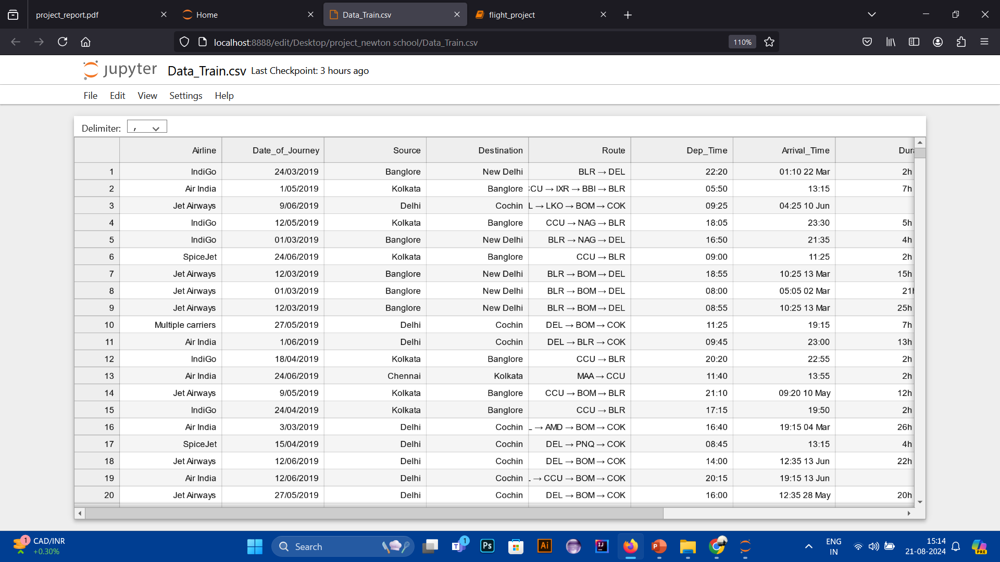 project_report.pdf Home Data_Train.csv flight_project
localhost:8888/edit/Desktop/project_newton school/Data_Train.csv 110%
jupyter Data_Train.csv Last Checkpoint: 3 hours ago
File Edit View Settings Help
Delimiter: ,
Airline Date_of_Journey Source Destination Route Dep_Time Arrival_Time
1 IndiGo 24/03/2019 Banglore New Delhi BLR → DEL 22:20 01:10 22 Mar 2h
2 Air India 1/05/2019 Kolkata Banglore → IXR → BBI → BLR 05:50 13:15 7h
3 Jet Airways 9/06/2019 Delhi Cochin → LKO → BOM → COK 09:25 04:25 10 Jun
4 IndiGo 12/05/2019 Kolkata Banglore CCU → NAG → BLR 18:05 23:30 5h
5 IndiGo 01/03/2019 Banglore New Delhi BLR → NAG → DEL 16:50 21:35 4h
6 SpiceJet 24/06/2019 Kolkata Banglore CCU → BLR 09:00 11:25 2h
7 Jet Airways 12/03/2019 Banglore New Delhi BLR → BOM → DEL 18:55 10:25 13 Mar 15h
8 Jet Airways 01/03/2019 Banglore New Delhi BLR → BOM → DEL 08:00 05:05 02 Mar 21h
9 Jet Airways 12/03/2019 Banglore New Delhi BLR → BOM → DEL 08:55 10:25 13 Mar 25h
10 Multiple carriers 27/05/2019 Delhi Cochin DEL → BOM → COK 11:25 19:15 7h
11 Air India 1/06/2019 Delhi Cochin DEL → BLR → COK 09:45 23:00 13h
12 IndiGo 18/04/2019 Kolkata Banglore CCU → BLR 20:20 22:55 2h
13 Air India 24/06/2019 Chennai Kolkata MAA → CCU 11:40 13:55 2h
14 Jet Airways 9/05/2019 Kolkata Banglore CCU → BOM → BLR 21:10 09:20 10 May 12h
15 IndiGo 24/04/2019 Kolkata Banglore CCU → BLR 17:15 19:50 2h
16 Air India 3/03/2019 Delhi Cochin → AMD → BOM → COK 16:40 19:15 04 Mar 26h
17 SpiceJet 15/04/2019 Delhi Cochin DEL → PNQ → COK 08:45 13:15 4h
18 Jet Airways 12/06/2019 Delhi Cochin DEL → BOM → COK 14:00 12:35 13 Jun 22h
19 Air India 12/06/2019 Delhi Cochin → CCU → BOM → COK 20:15 19:15 13 Jun
20 Jet Airways 27/05/2019 Delhi Cochin DEL → BOM → COK 16:00 12:35 28 May 20h
1 CAD/INR
+0.30%
Search
1
Ps
Ai
IJ
P
ENG
IN
15:14
21-08-2024
PRE